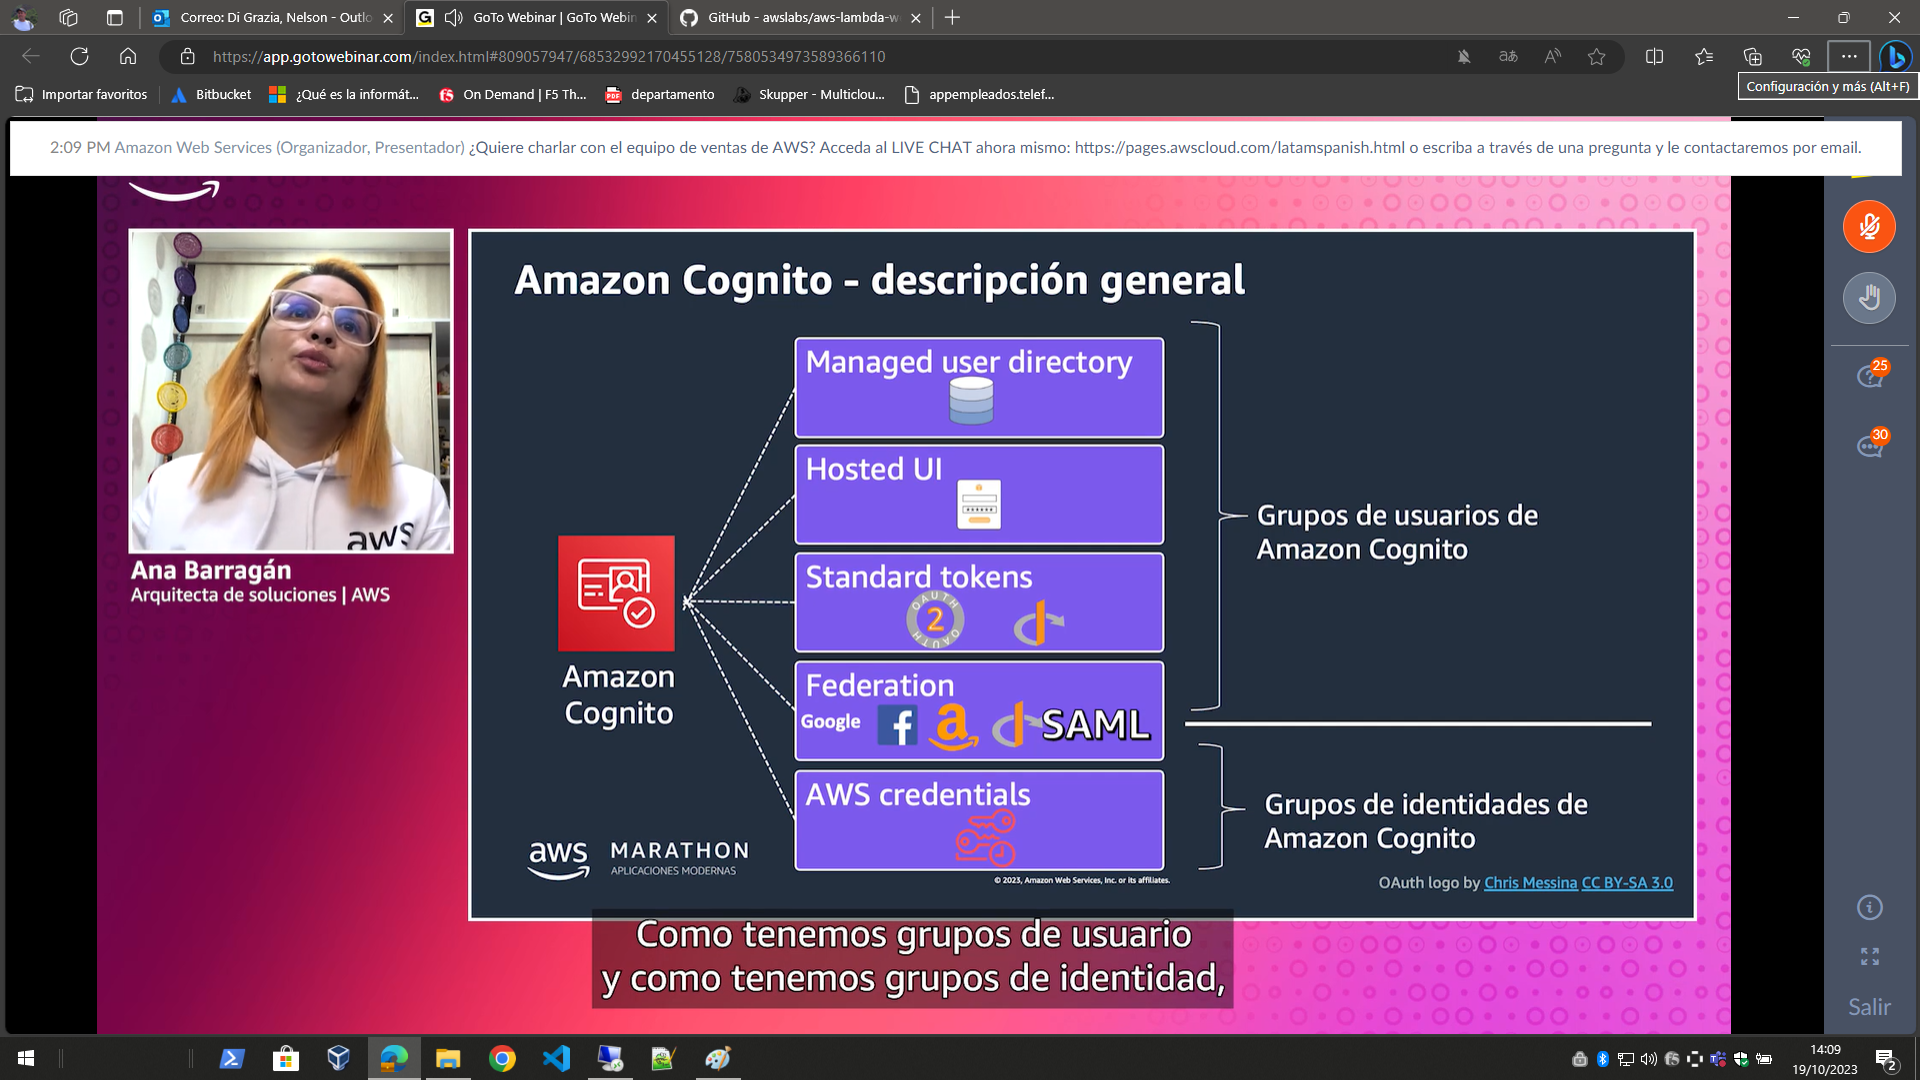 Correo: Di Grazia, Nelson - Outlo
GoTo Webinar | GoTo Webin
GitHub - awslabs/aws-lambda-w
https://app.gotowebinar.com/index.html#809057947/68532992170455128/7580534973589366110
Importar favoritos
Bitbucket
¿Qué es la informát...
On Demand | F5 Th...
departamento
Skupper - Multiclou...
appempleados.telef...
Configuración y más (Alt+F)
2:09 PM Amazon Web Services (Organizador, Presentador) ¿Quiere charlar con el equipo de ventas de AWS? Acceda al LIVE CHAT ahora mismo: https://pages.awscloud.com/latamspanish.html o escriba a través de una pregunta y le contactaremos por email.
aws
Ana Barragán
Arquitecta de soluciones | AWS
Amazon Cognito - descripción general
Managed user directory
Hosted UI
Standard tokens
OAUTH 2 OAUTH
Federation
Google
f
a
SAML
AWS credentials
Amazon
Cognito
Grupos de usuarios de
Amazon Cognito
Grupos de identidades de
Amazon Cognito
aws MARATHON
APLICACIONES MODERNAS
© 2023, Amazon Web Services, Inc. or its affiliates.
OAuth logo by Chris Messina CC BY-SA 3.0
Como tenemos grupos de usuario
y como tenemos grupos de identidad,
25
30
Salir
14:09
19/10/2023
2